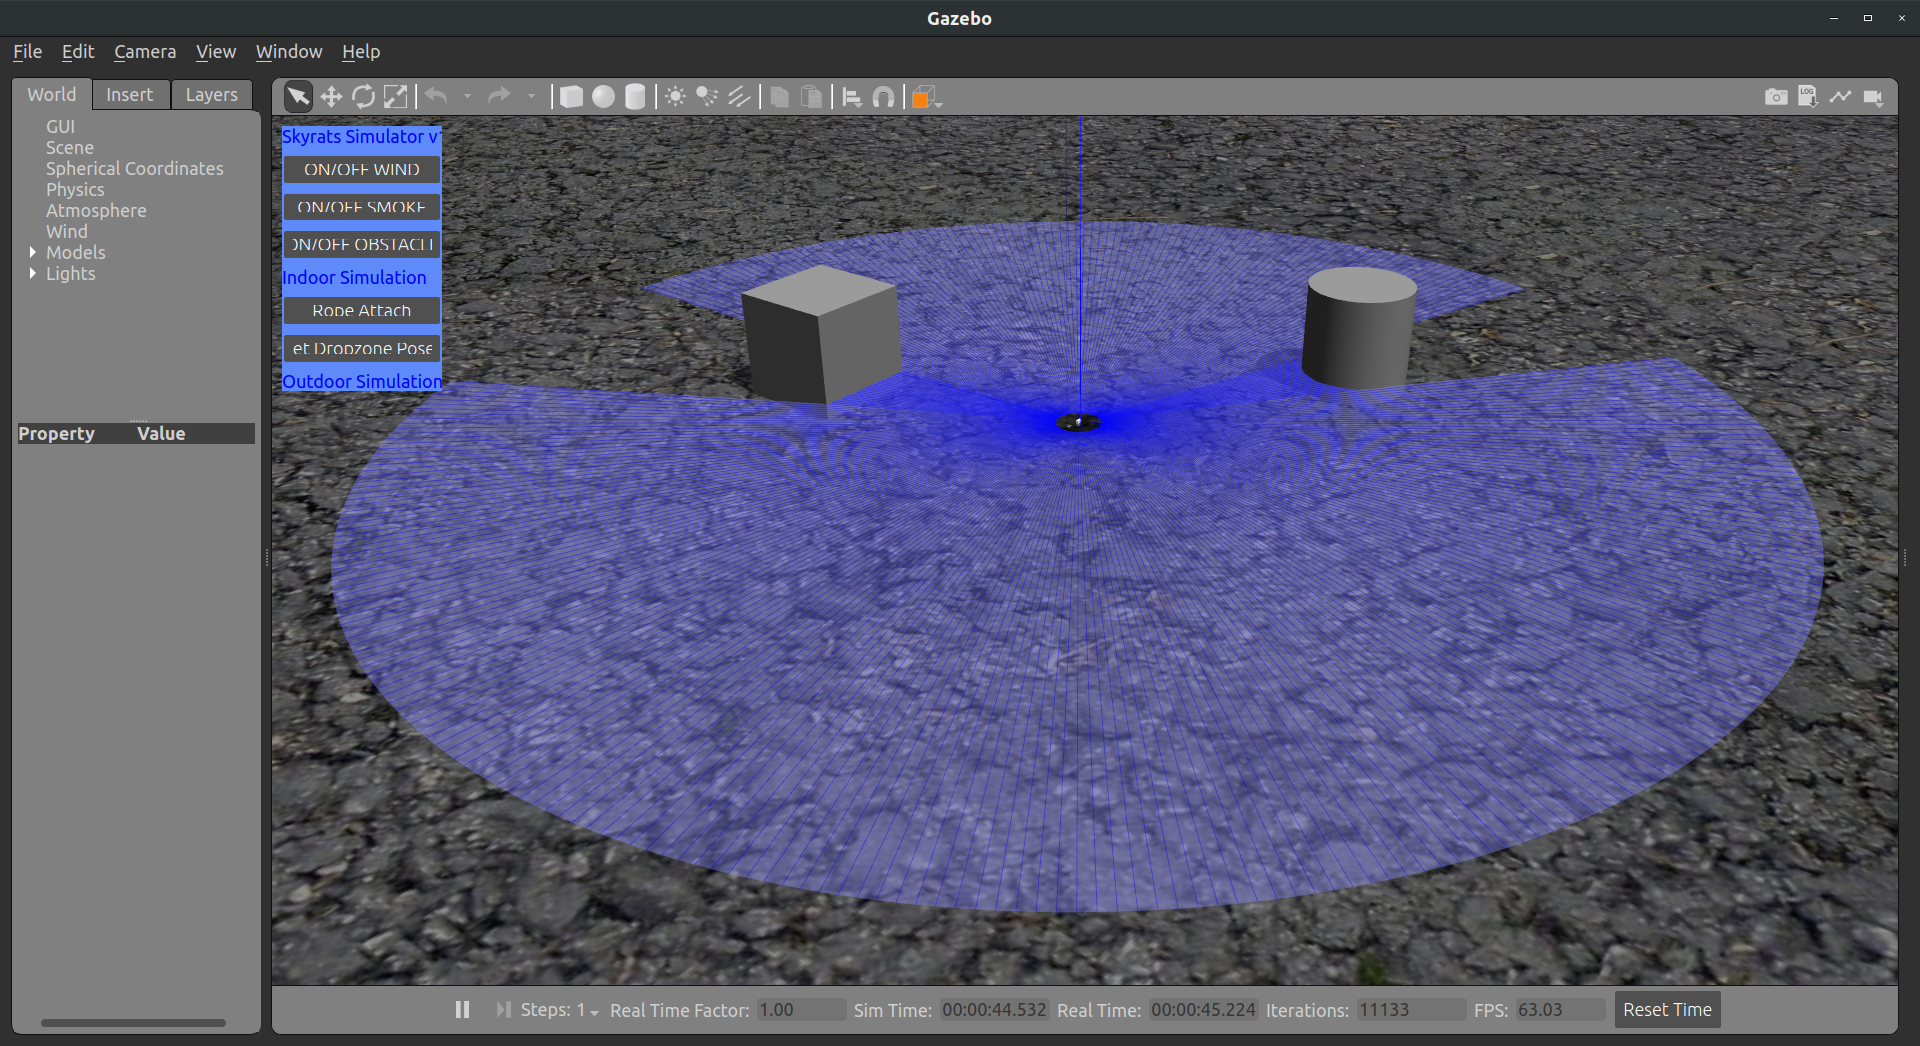 Gazebo
File Edit Camera View Window Help
World Insert Layers
GUI
Scene
Spherical Coordinates
Physics
Atmosphere
Wind
Models
Lights
Property Value
LOG
Skyrats Simulator
ON/OFF WIND
ON/OFF SMOKE
ON/OFF
Indoor Simulation
Rope Attach
Dropzone Pose
Outdoor Simulation
Steps: 1 Real Time Factor: 1.00 Sim Time: 00:00:44.532 Real Time: 00:00:45.224 Iterations: 11133 FPS: 63.03 Reset Time